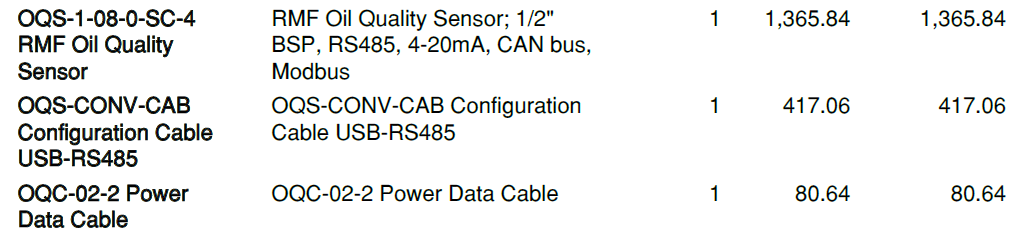 OQS-1-08-0-SC-4 RMF Oil Quality Sensor; 1/2" 1 1,365.84 1,365.84
RMF Oil Quality BSP, RS485, 4-20mA, CAN bus,
Sensor Modbus
OQS-CONV-CAB OQS-CONV-CAB Configuration 1 417.06 417.06
Configuration Cable Cable USB-RS485
USB-RS485
OQC-02-2 Power OQC-02-2 Power Data Cable 1 80.64 80.64
Data Cable